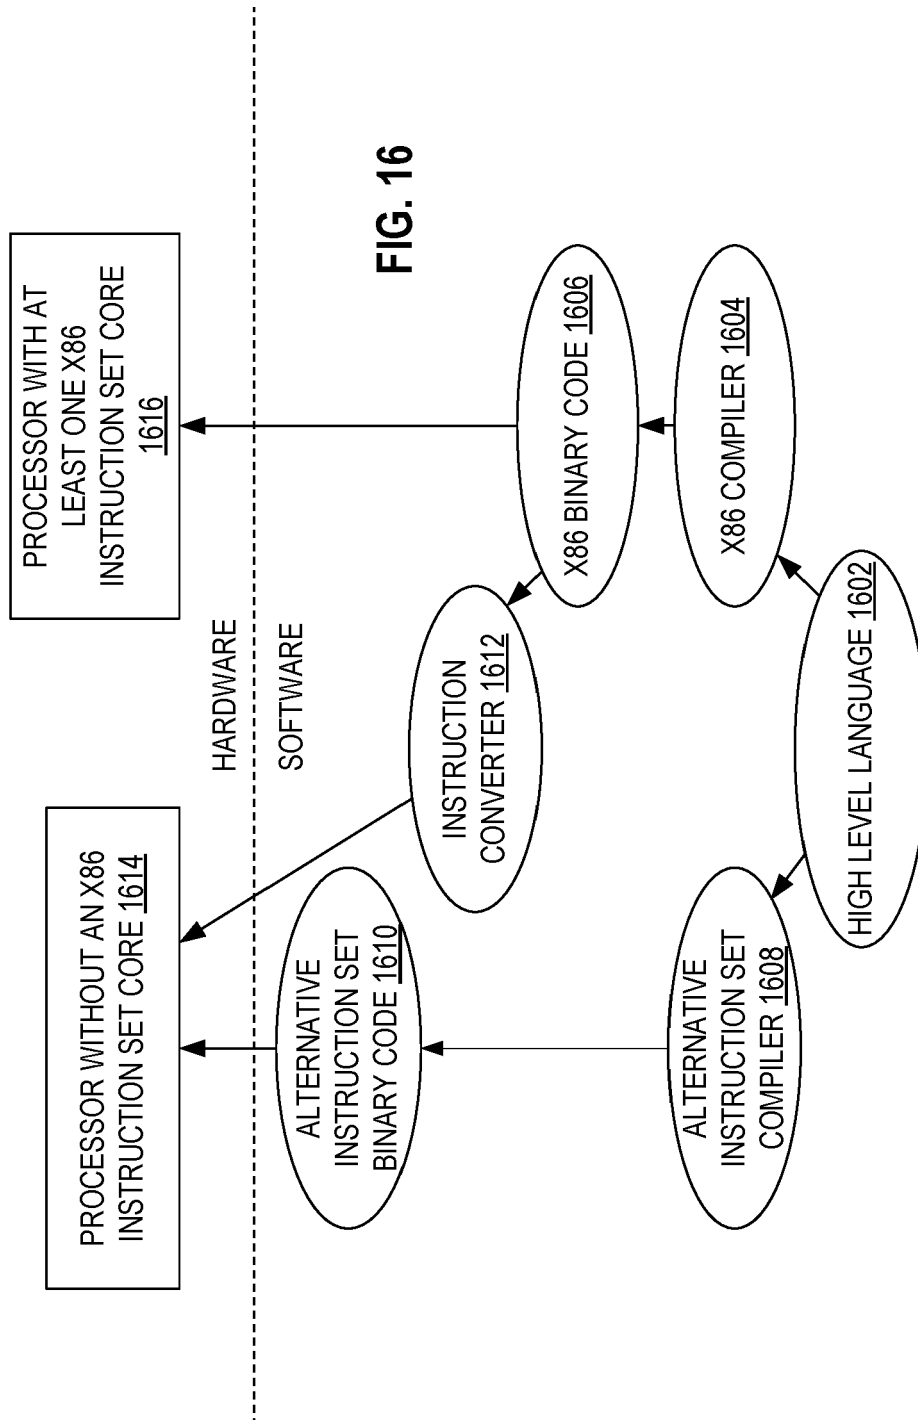 PROCESSOR WITHOUT AN X86
INSTRUCTION SET CORE 1614
PROCESSOR WITH AT
LEAST ONE X86
INSTRUCTION SET CORE
1616
HARDWARE
SOFTWARE
ALTERNATIVE
INSTRUCTION SET
BINARY CODE 1610
INSTRUCTION
CONVERTER 1612
FIG. 16
X86 BINARY CODE 1606
ALTERNATIVE
INSTRUCTION SET
COMPILER 1608
X86 COMPILER 1604
HIGH LEVEL LANGUAGE 1602